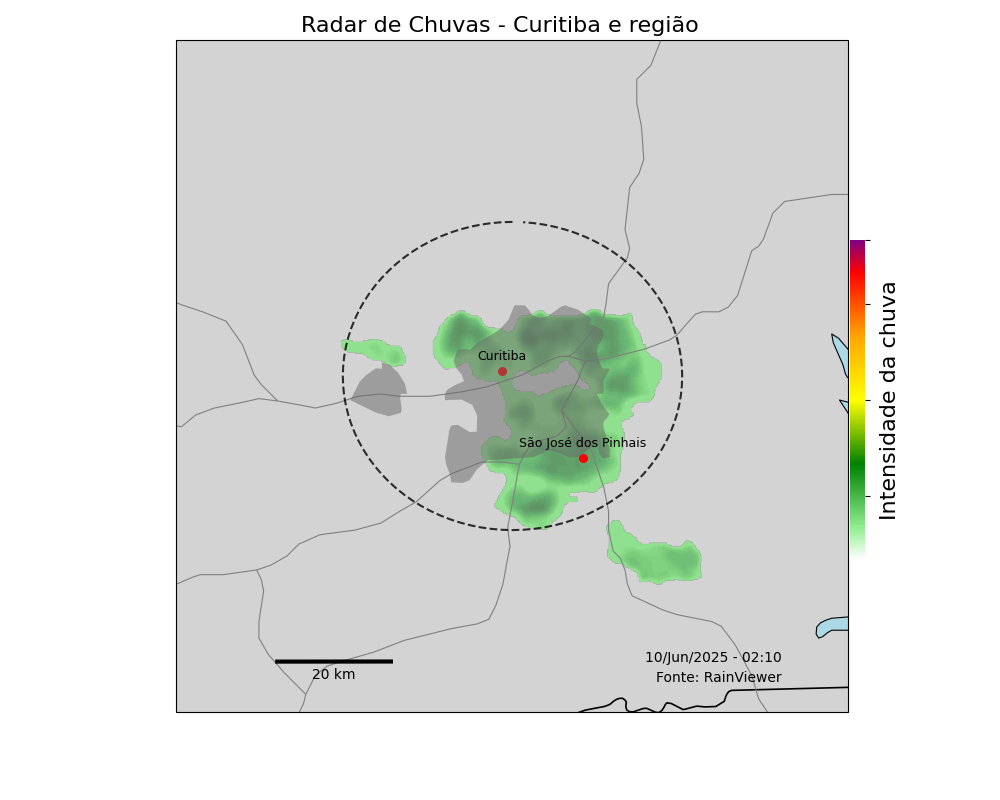 Radar de Chuvas - Curitiba e região
Curitiba
São José dos Pinhais
Intensidade da chuva
10/Jun/2025 - 02:10
Fonte: RainViewer
20 km